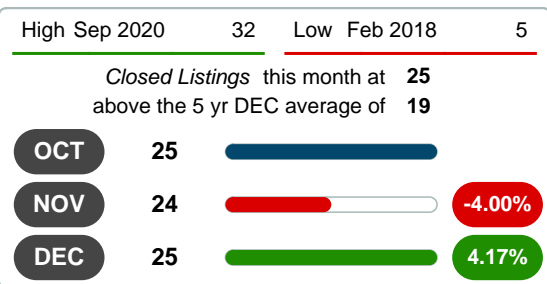 High Sep 2020 32 Low Feb 2018 5
Closed Listings this month at 25
above the 5 yr DEC average of 19
OCT 25
NOV 24 -4.00%
DEC 25 4.17%